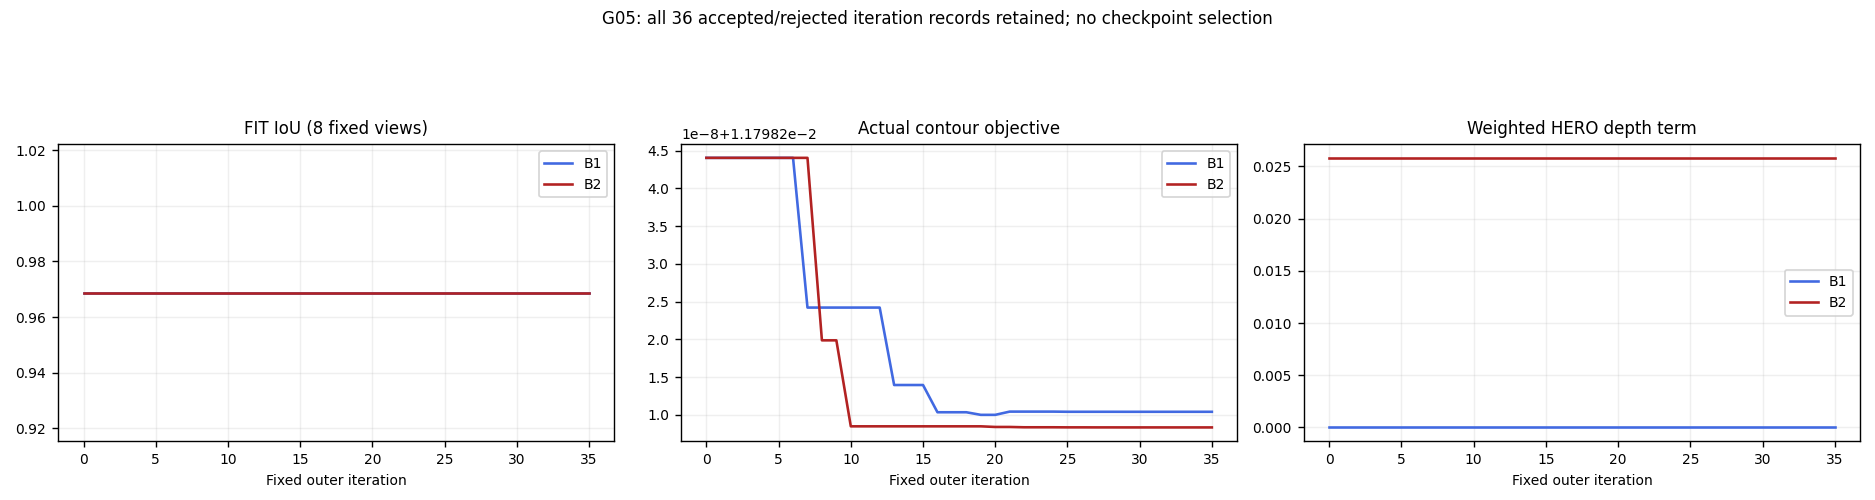 G05: all 36 accepted/rejected iteration records retained; no checkpoint selection
FIT IoU (8 fixed views)
1.02
1.00
0.98
0.96
0.94
0.92
0 5 10 15 20 25 30 35
Fixed outer iteration
B1
B2
Actual contour objective
1e−8+1.17982e−2
4.5
4.0
3.5
3.0
2.5
2.0
1.5
1.0
0 5 10 15 20 25 30 35
Fixed outer iteration
B1
B2
Weighted HERO depth term
0.025
0.020
0.015
0.010
0.005
0.000
0 5 10 15 20 25 30 35
Fixed outer iteration
B1
B2